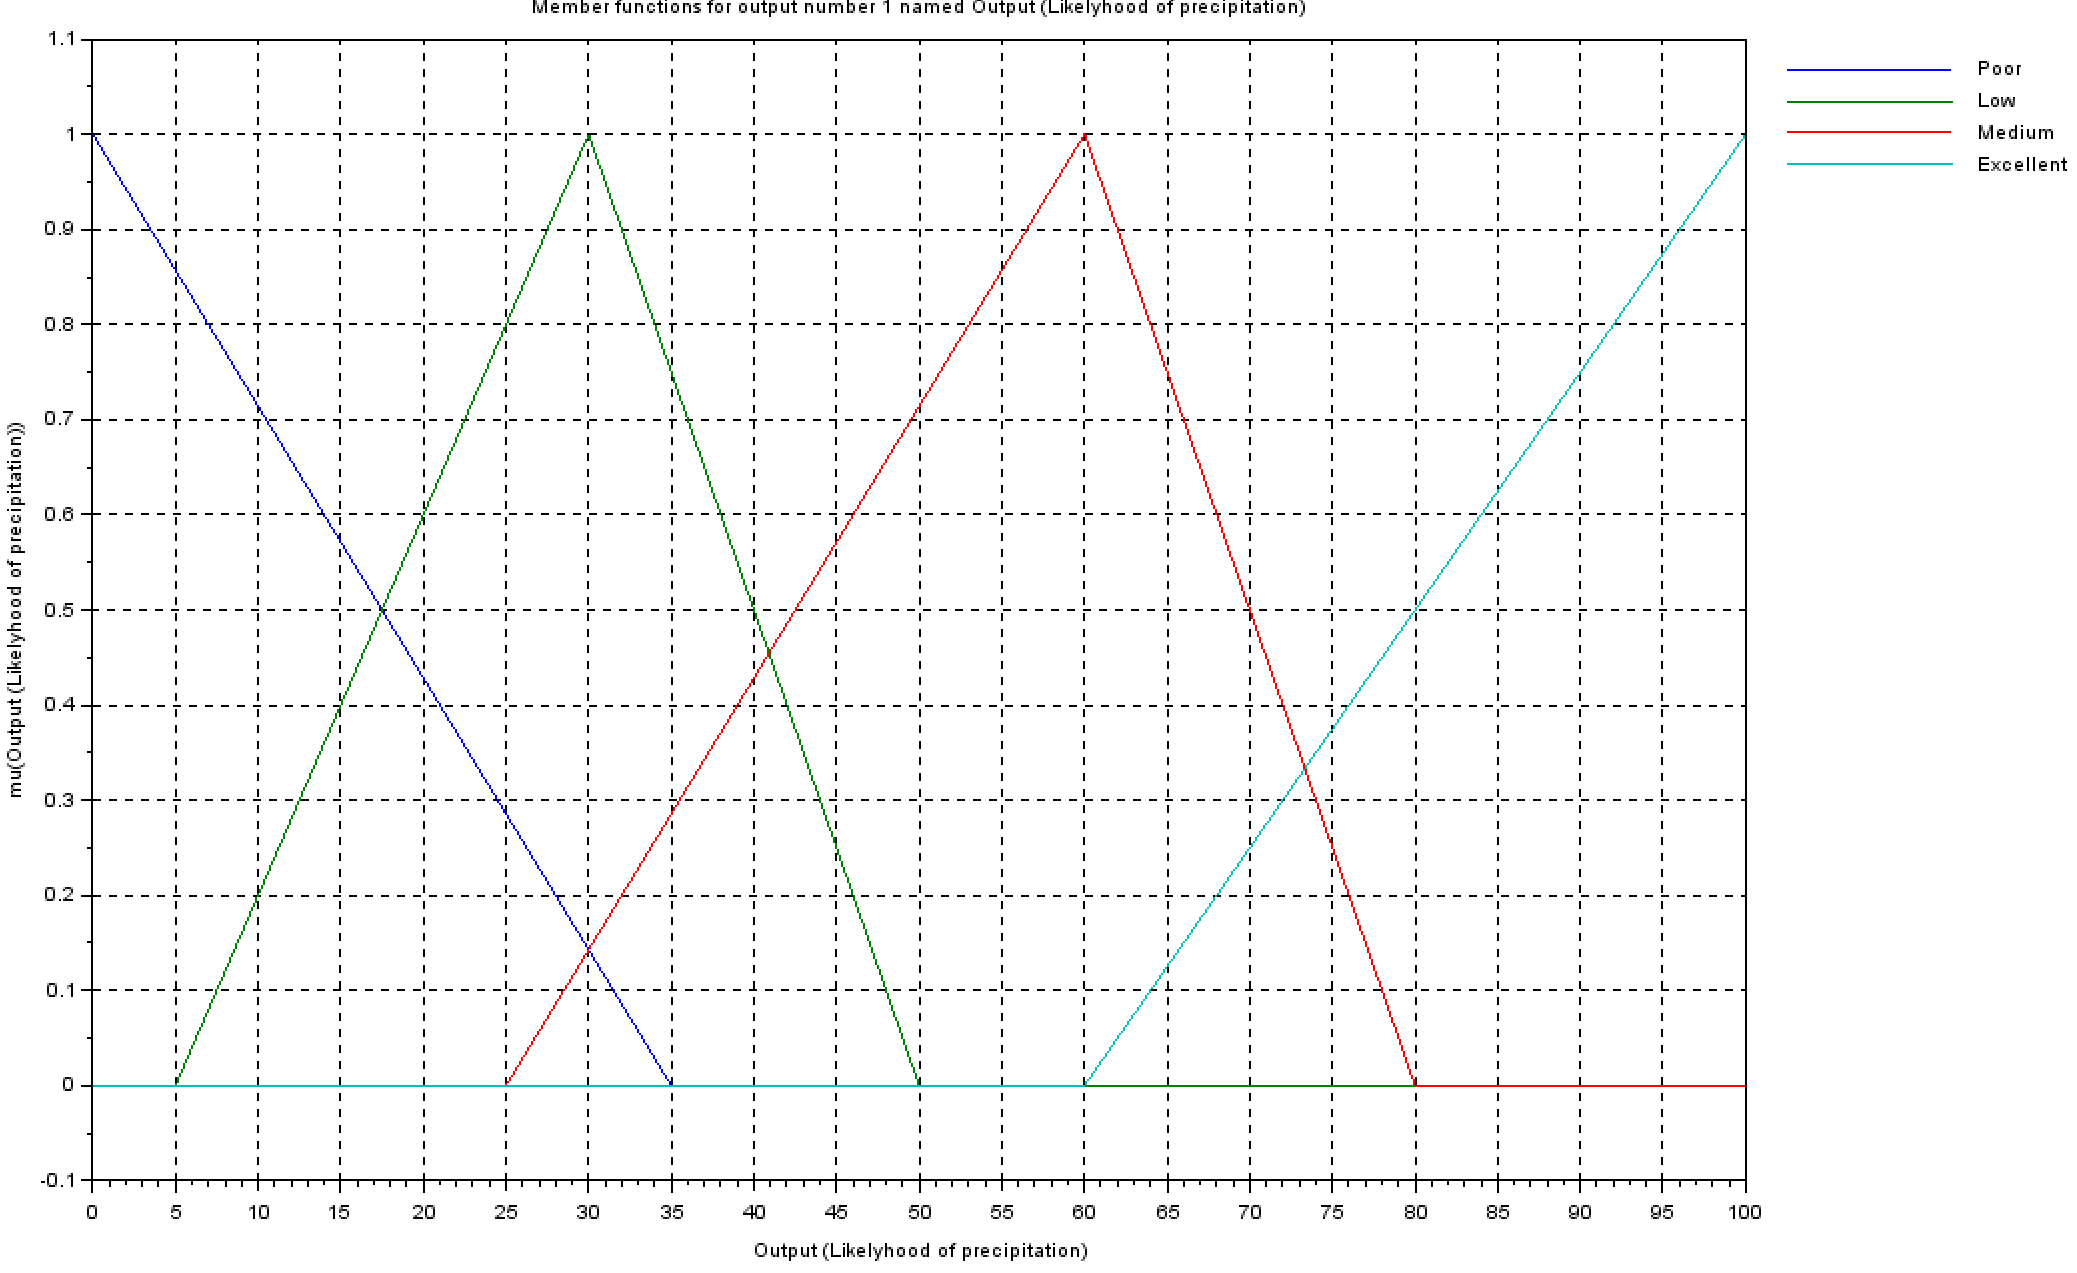 Member functions for output number 1 named Output (Likelyhood of precipitation)
1.1
1
0.9
0.8
0.7
0.6
0.5
0.4
0.3
0.2
0.1
0
-0.1
mu(Output (Likelyhood of precipitation))
0 5 10 15 20 25 30 35 40 45 50 55 60 65 70 75 80 85 90 95 100
Output (Likelyhood of precipitation)
Poor
Low
Medium
Excellent